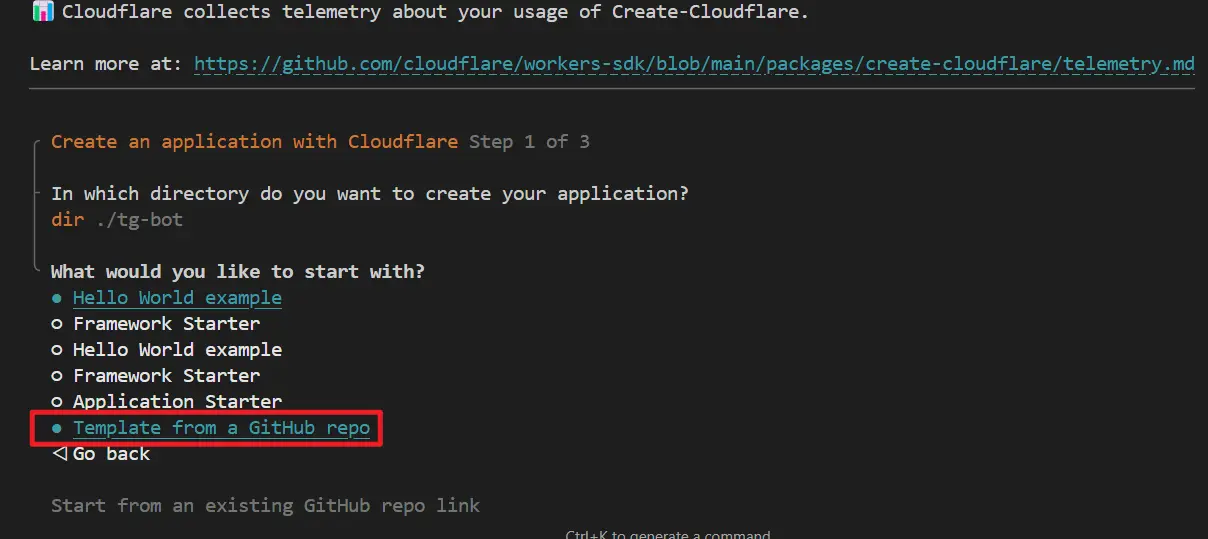 Cloudflare collects telemetry about your usage of Create-Cloudflare.
Learn more at: https://github.com/cloudflare/workers-sdk/blob/main/packages/create-cloudflare/telemetry.md
Create an application with Cloudflare Step 1 of 3
In which directory do you want to create your application?
dir ./tg-bot
What would you like to start with?
Hello World example
Framework Starter
Hello World example
Framework Starter
Application Starter
Template from a GitHub repo
Go back
Start from an existing GitHub repo link
Ctrl+K to generate a command